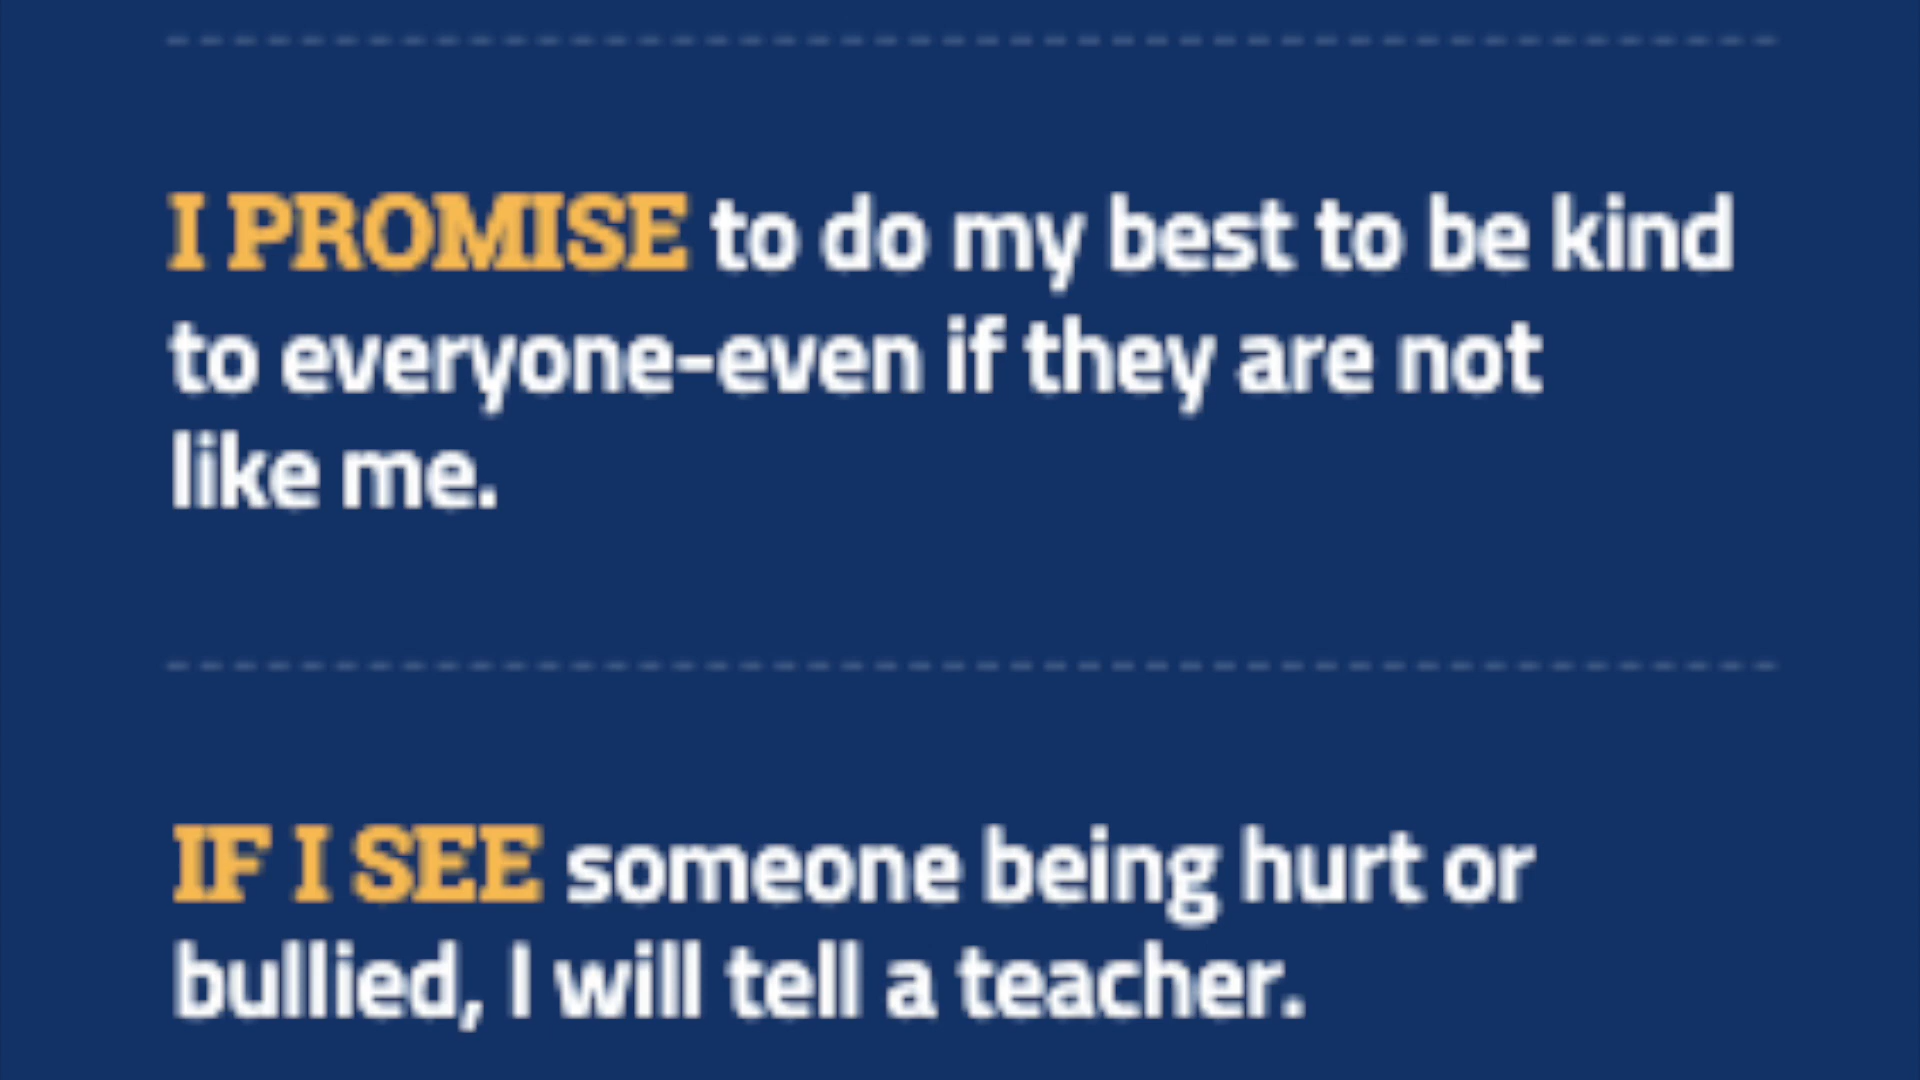 I PROMISE to do my best to be kind
to everyone-even if they are not
like me.
IF I SEE someone being hurt or
bullied, I will tell a teacher.